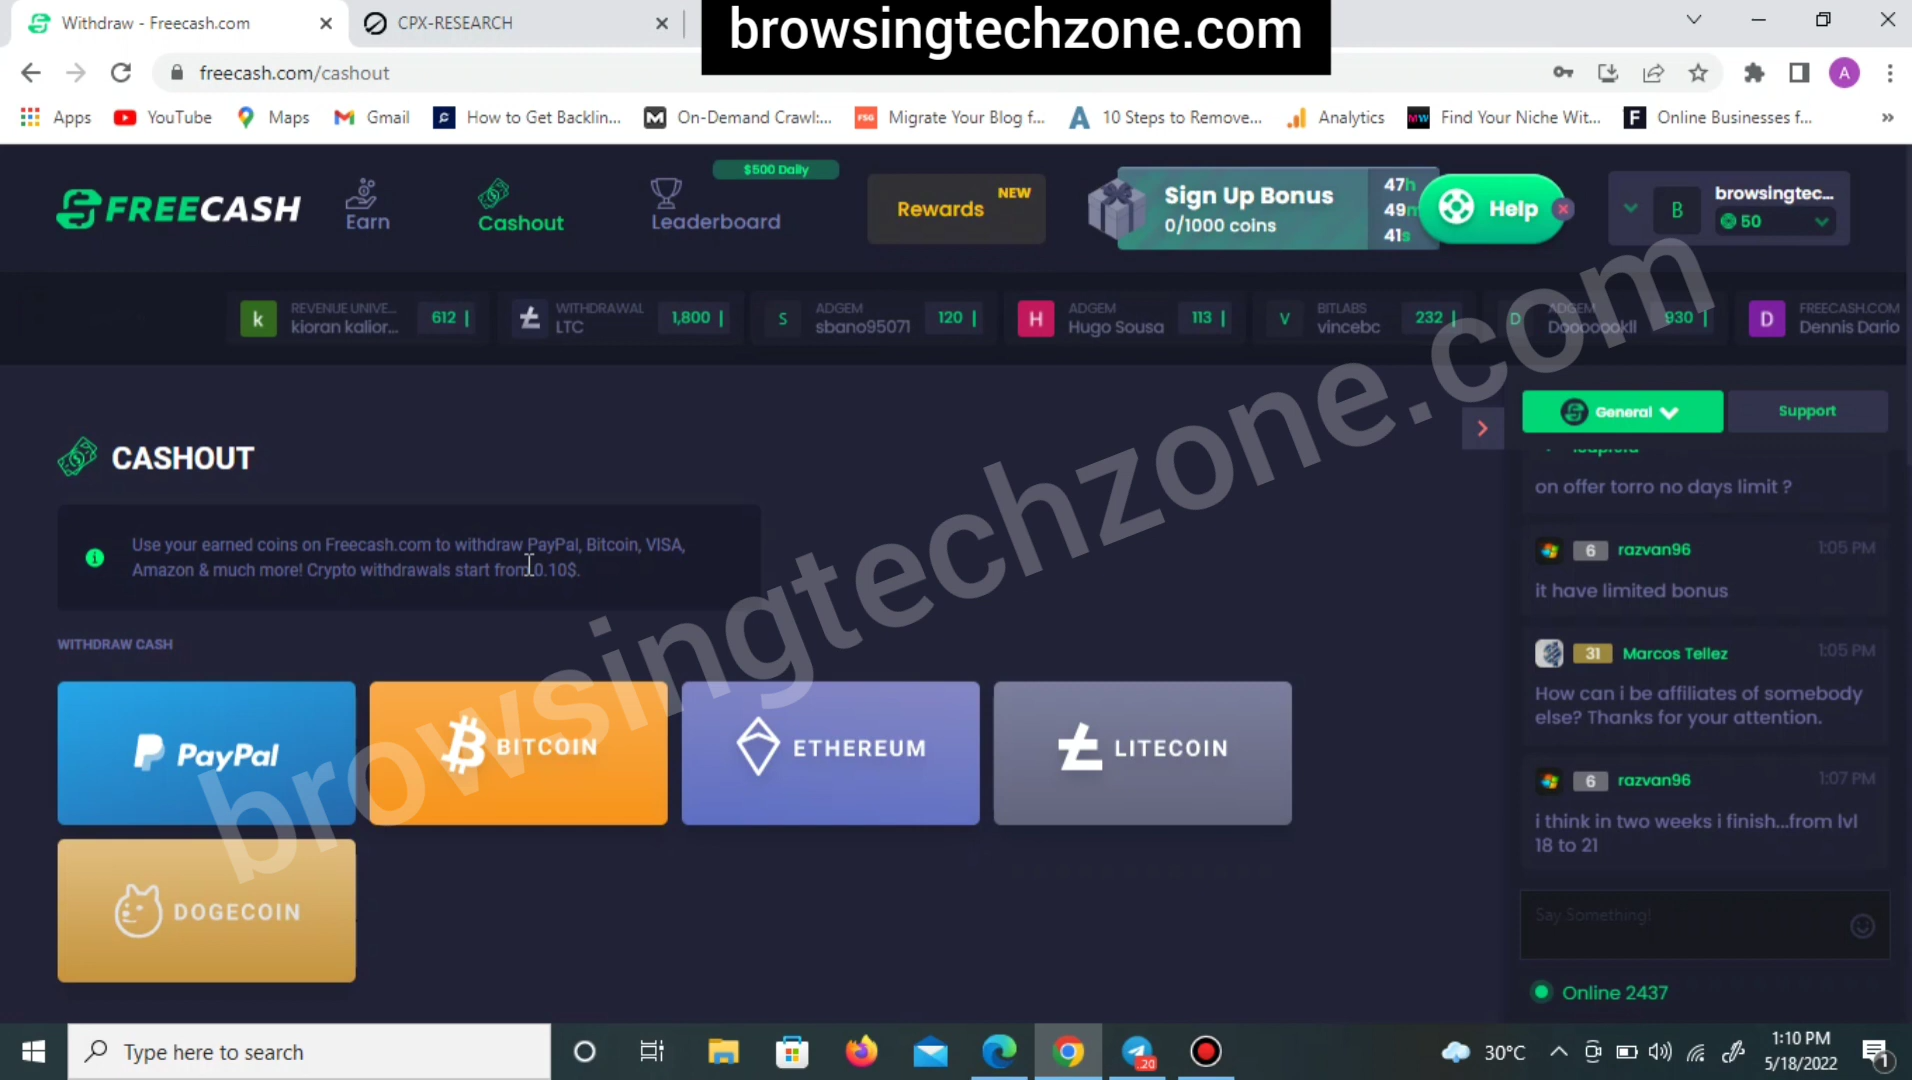 Withdraw - Freecash.com
CPX-RESEARCH
browsingtechzone.com
freecash.com/cashout
A
Apps
YouTube
Maps
Gmail
How to Get Backlin...
On-Demand Crawl:...
Migrate Your Blog f...
10 Steps to Remove...
Analytics
Find Your Niche Wit...
Online Businesses f...
FREECASH
Earn
Cashout
$500 Daily
Leaderboard
Rewards
NEW
Sign Up Bonus
0/1000 coins
47h
49m
41s
Help
B
browsingtec...
50
k
REVENUE UNIVE...
kioran kalior...
612
WITHDRAWAL
LTC
1,800
S
ADGEM
sbano95071
120
H
ADGEM
Hugo Sousa
113
V
BITLABS
vincebc
232
D
ADGEM
930
D
FREECASH.COM
Dennis Dario
CASHOUT
Use your earned coins on Freecash.com to withdraw PayPal, Bitcoin, VISA,
Amazon & much more! Crypto withdrawals start from 0.10$.
WITHDRAW CASH
PayPal
BITCOIN
ETHEREUM
LITECOIN
DOGECOIN
browsingtechzone.com
General
Support
on offer torro no days limit ?
6 razvan96 1:05 PM
it have limited bonus
31 Marcos Tellez 1:05 PM
How can i be affiliates of somebody
else? Thanks for your attention.
6 razvan96 1:07 PM
i think in two weeks i finish...from lvl
18 to 21
Say Something!
Online 2437
Type here to search
20
30°C
1:10 PM
5/18/2022
1